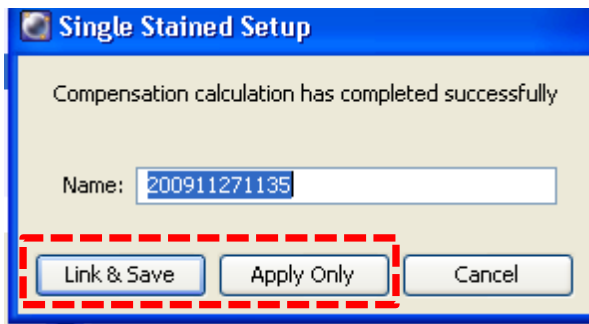 Single Stained Setup
Compensation calculation has completed successfully
Name: 200911271135
Link & Save Apply Only Cancel